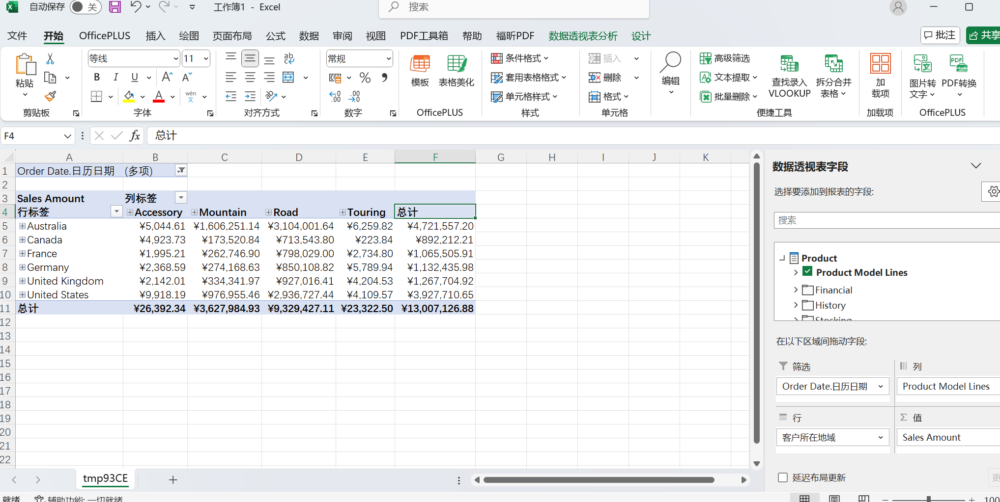 自动保存 关 工作簿1 - Excel 搜索
文件 开始 OfficePLUS 插入 绘图 页面布局 公式 数据 审阅 视图 PDF工具箱 帮助 福昕PDF 数据透视表分析 设计 批注 共享
粘贴
剪贴板
等线 11
B I U A A
A wén 文
字体
ab c
对齐方式
常规
% 9
.00 .00
数字
模板 表格美化
OfficePLUS
条件格式
套用表格格式
单元格样式
样式
插入
删除
格式
单元格
编辑
高级筛选
文本提取
批量删除
查找录入 VLOOKUP
拆分合并 表格
便捷工具
加 载项
加载项
图片转 文字
PDF转换
OfficePLUS
F4 fx 总计
A B C D E F G H I J K
1 Order Date.日历日期 (多项)
2
3 Sales Amount 列标签
4 行标签 Accessory Mountain Road Touring 总计
5 Australia ¥5,044.61 ¥1,606,251.14 ¥3,104,001.64 ¥6,259.82 ¥4,721,557.20
6 Canada ¥4,923.73 ¥173,520.84 ¥713,543.80 ¥223.84 ¥892,212.21
7 France ¥1,995.21 ¥262,746.90 ¥798,029.00 ¥2,734.80 ¥1,065,505.91
8 Germany ¥2,368.59 ¥274,168.63 ¥850,108.82 ¥5,789.94 ¥1,132,435.98
9 United Kingdom ¥2,142.01 ¥334,341.97 ¥927,016.41 ¥4,204.53 ¥1,267,704.92
10 United States ¥9,918.19 ¥976,955.46 ¥2,936,727.44 ¥4,109.57 ¥3,927,710.65
11 总计 ¥26,392.34 ¥3,627,984.93 ¥9,329,427.11 ¥23,322.50 ¥13,007,126.88
12
13
14
15
16
17
18
19
20
21
22
数据透视表字段
选择要添加到报表的字段:
搜索
Product
Product Model Lines
Financial
History
Stocking
在以下区域间拖动字段:
筛选 列
Order Date.日历日期 Product Model Lines
行 Σ 值
客户所在地域 Sales Amount
延迟布局更新 更
tmp93CE
就绪 辅助功能: 一切就绪 100